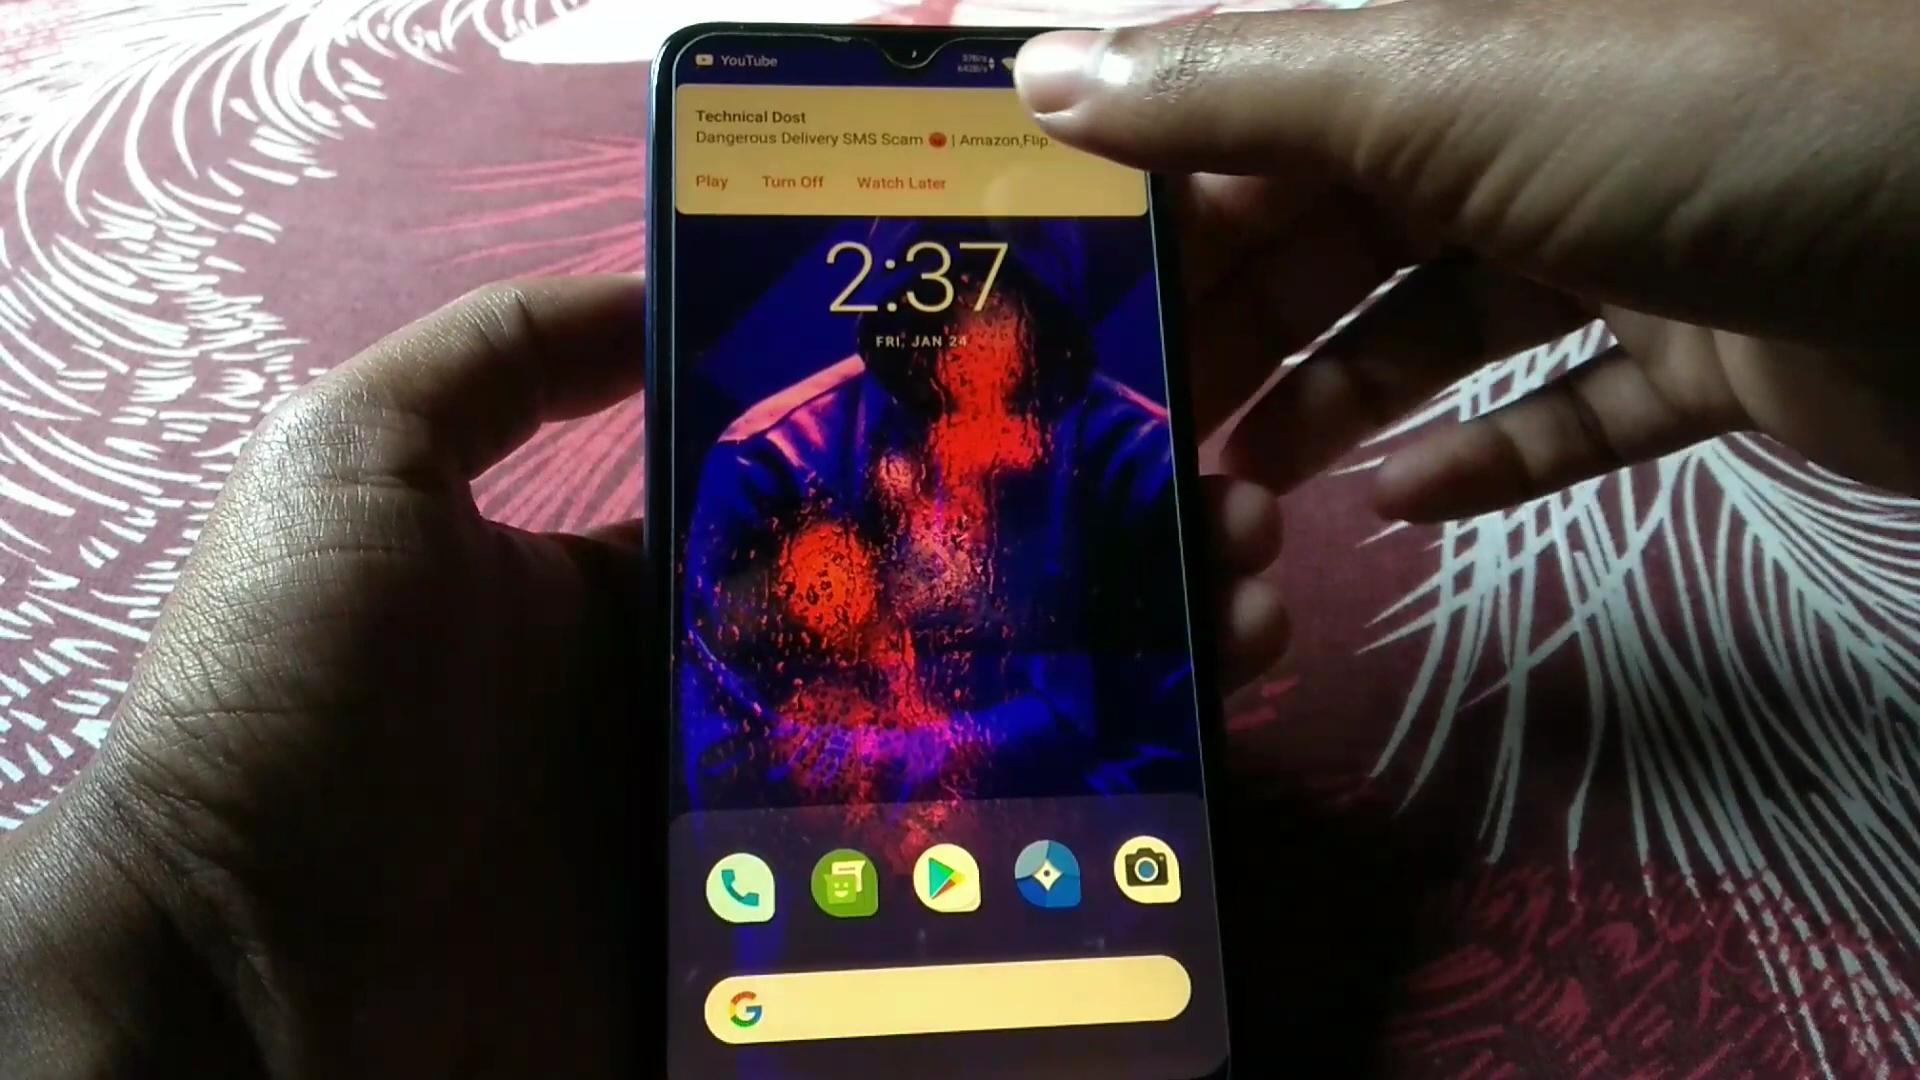 YouTube
Technical Dost
Dangerous Delivery SMS Scam 😡 | Amazon,Flip
Play Turn Off Watch Later
2:37
FRI, JAN 24
G